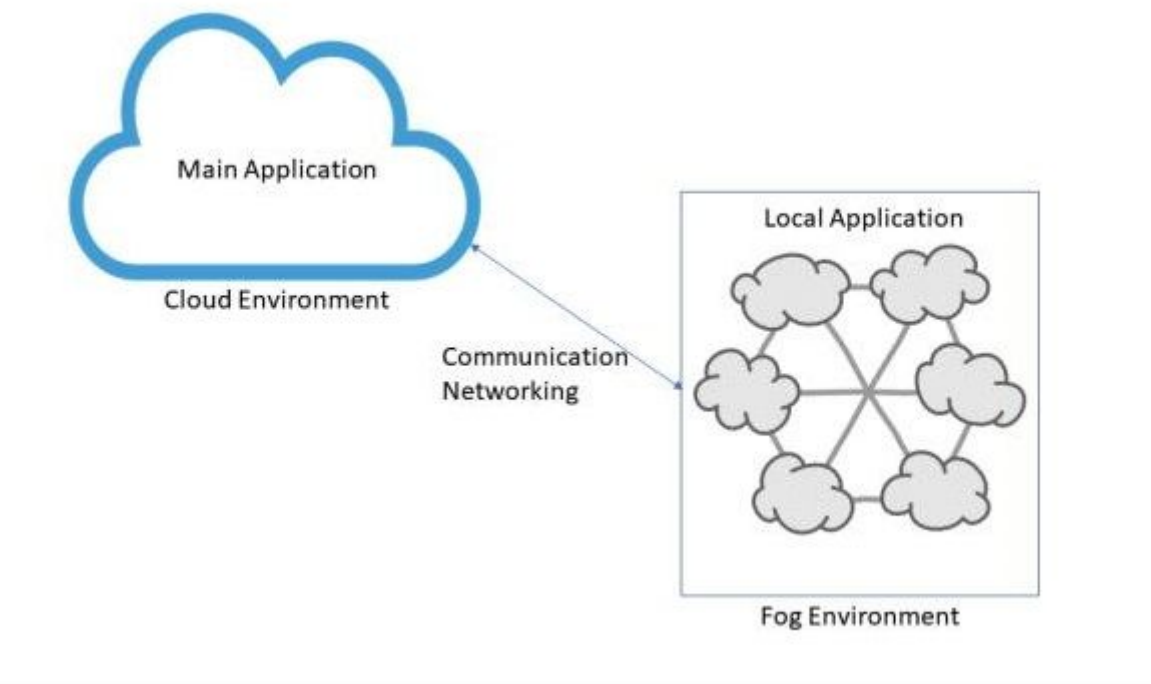 Main Application
Cloud Environment
Local Application
Communication
Networking
Fog Environment